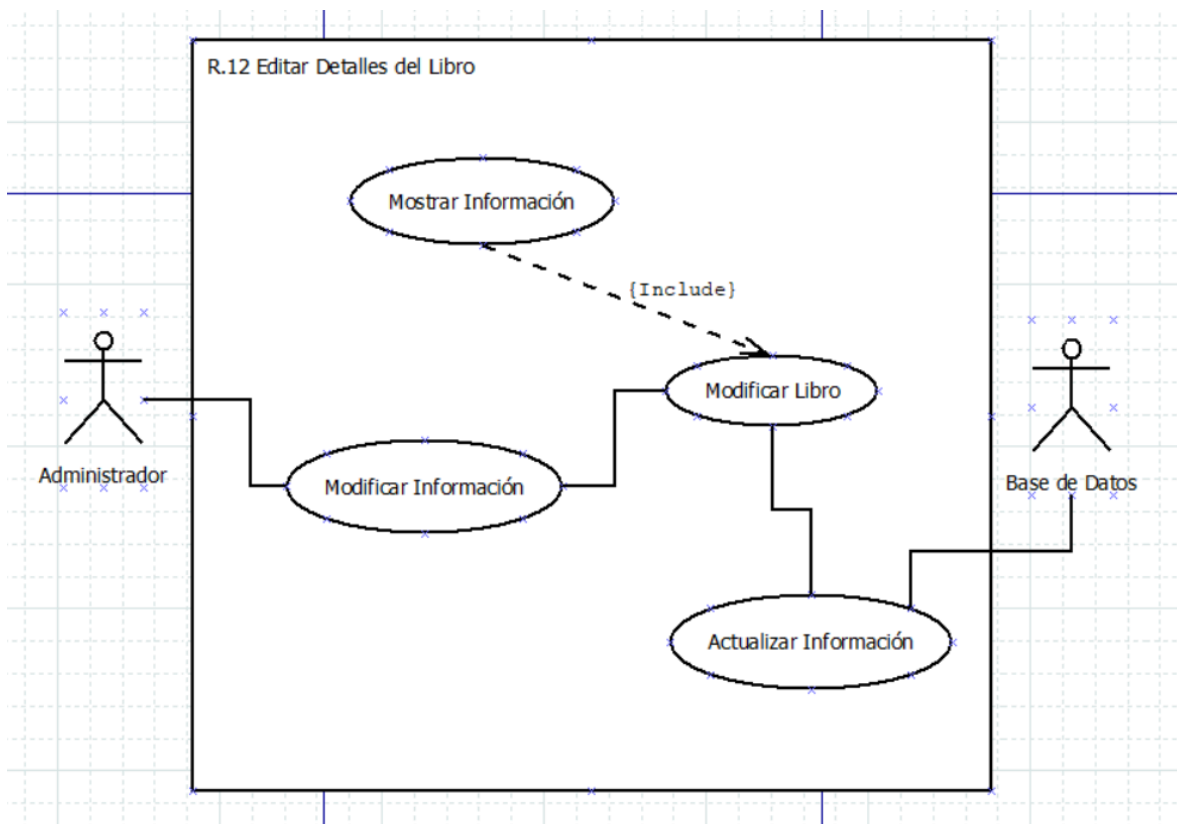 R.12 Editar Detalles del Libro
Mostrar Información
{Include}
Modificar Libro
Administrador
Modificar Información
Base de Datos
Actualizar Información